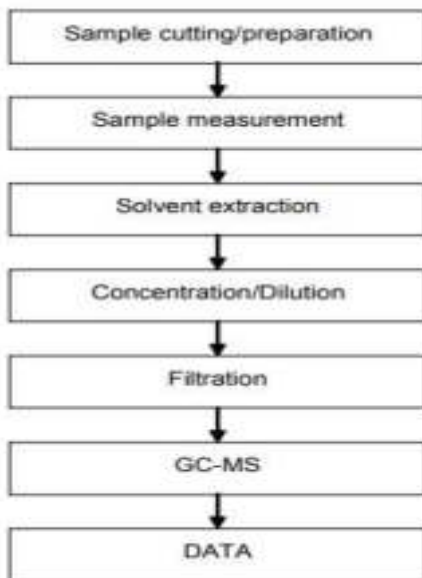 Sample cutting/preparation
Sample measurement
Solvent extraction
Concentration/Dilution
Filtration
GC-MS
DATA